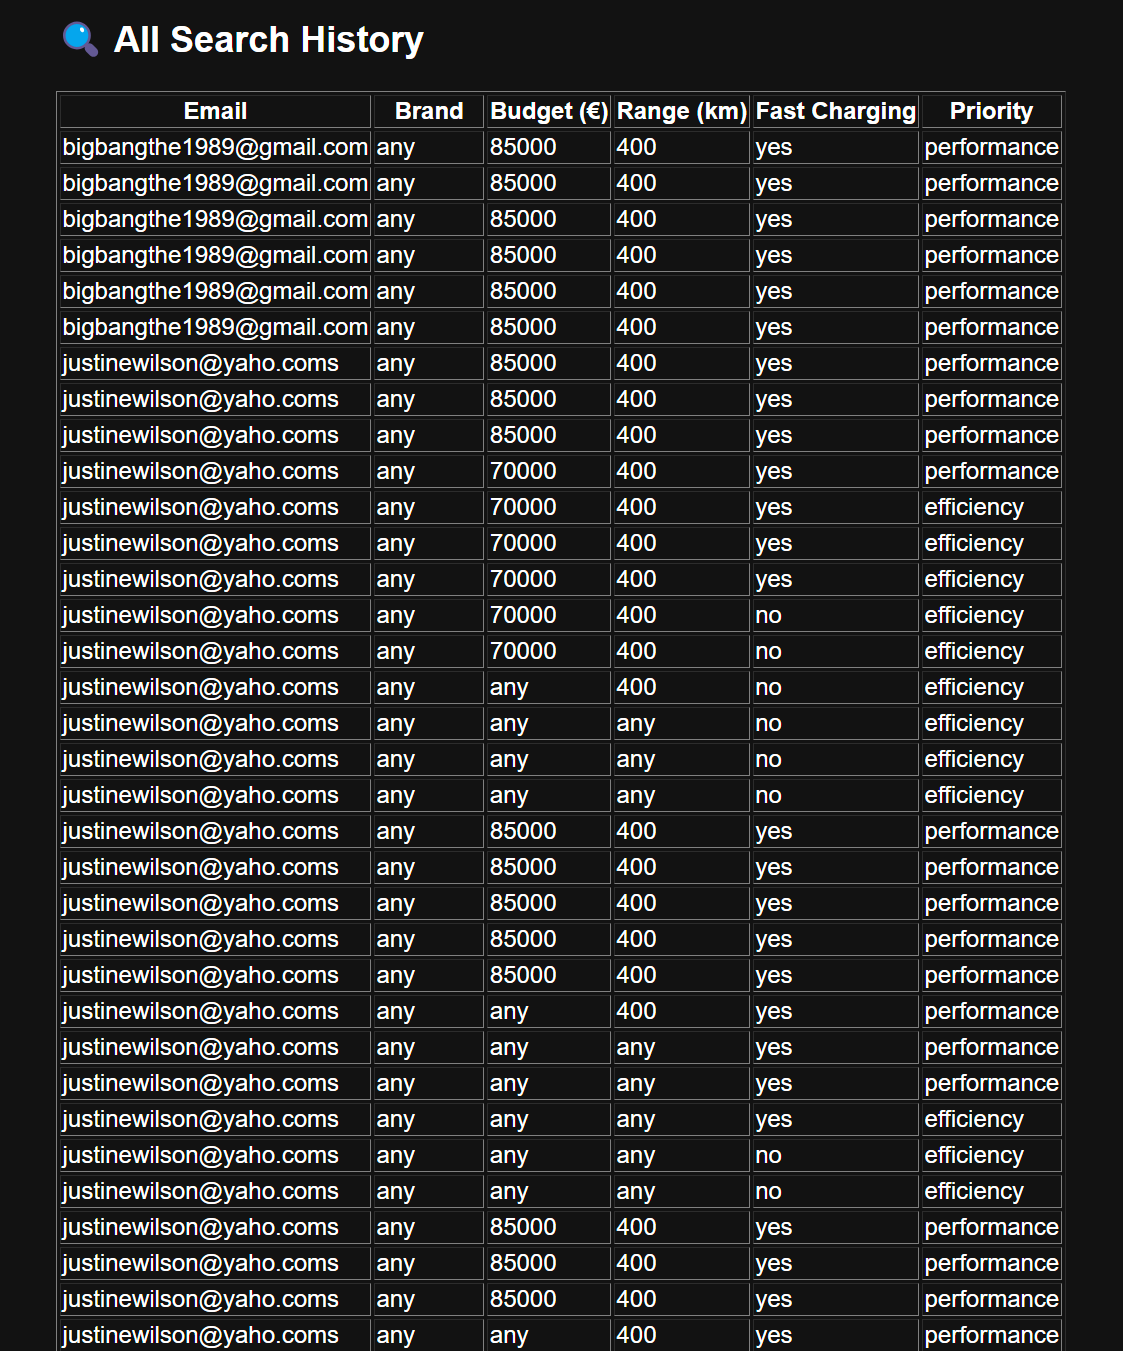 All Search History
Email Brand Budget (€) Range (km) Fast Charging Priority
bigbangthe1989@gmail.com any 85000 400 yes performance
bigbangthe1989@gmail.com any 85000 400 yes performance
bigbangthe1989@gmail.com any 85000 400 yes performance
bigbangthe1989@gmail.com any 85000 400 yes performance
bigbangthe1989@gmail.com any 85000 400 yes performance
bigbangthe1989@gmail.com any 85000 400 yes performance
justinewilson@yaho.coms any 85000 400 yes performance
justinewilson@yaho.coms any 85000 400 yes performance
justinewilson@yaho.coms any 85000 400 yes performance
justinewilson@yaho.coms any 70000 400 yes performance
justinewilson@yaho.coms any 70000 400 yes efficiency
justinewilson@yaho.coms any 70000 400 yes efficiency
justinewilson@yaho.coms any 70000 400 yes efficiency
justinewilson@yaho.coms any 70000 400 no efficiency
justinewilson@yaho.coms any 70000 400 no efficiency
justinewilson@yaho.coms any any 400 no efficiency
justinewilson@yaho.coms any any any no efficiency
justinewilson@yaho.coms any any any no efficiency
justinewilson@yaho.coms any any any no efficiency
justinewilson@yaho.coms any 85000 400 yes performance
justinewilson@yaho.coms any 85000 400 yes performance
justinewilson@yaho.coms any 85000 400 yes performance
justinewilson@yaho.coms any 85000 400 yes performance
justinewilson@yaho.coms any 85000 400 yes performance
justinewilson@yaho.coms any any 400 yes performance
justinewilson@yaho.coms any any any yes performance
justinewilson@yaho.coms any any any yes performance
justinewilson@yaho.coms any any any yes efficiency
justinewilson@yaho.coms any any any no efficiency
justinewilson@yaho.coms any any any no efficiency
justinewilson@yaho.coms any 85000 400 yes performance
justinewilson@yaho.coms any 85000 400 yes performance
justinewilson@yaho.coms any 85000 400 yes performance
justinewilson@yaho.coms any any 400 yes performance